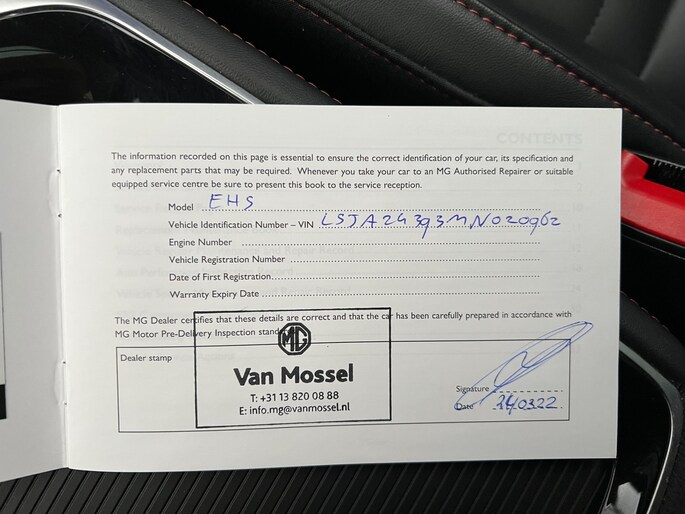 CONTENTS
The information recorded on this page is essential to ensure the correct identification of your car, its specification and
any replacement parts that may be required. Whenever you take your car to an MG Authorised Repairer or suitable
equipped service centre be sure to present this book to the service reception.
Model EHS
Vehicle Identification Number – VIN LSJA24393MN020962
Engine Number
Vehicle Registration Number
Date of First Registration
Warranty Expiry Date
The MG Dealer certifies that these details are correct and that the car has been carefully prepared in accordance with
MG Motor Pre-Delivery Inspection stand
Dealer stamp
MG
Van Mossel
T: +31 13 820 08 88
E: info.mg@vanmossel.nl
Signature
Date 24.03.22